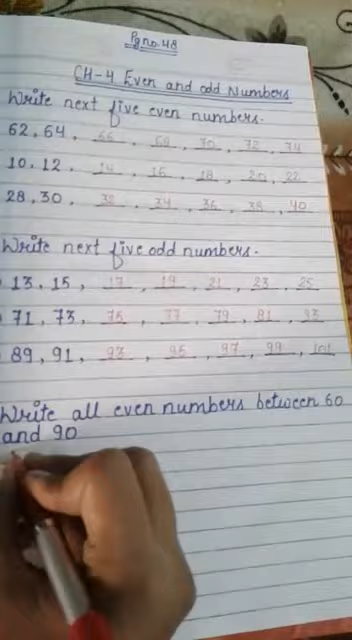 Pg no. 48
CH-4 Even and odd Numbers
Write next five even numbers.
62, 64, 66, 68, 70, 72, 74
10, 12, 14, 16, 18, 20, 22
28, 30, 32, 34, 36, 38, 40
Write next five odd numbers.
13, 15, 17, 19, 21, 23, 25
71, 73, 75, 77, 79, 81, 83
89, 91, 93, 95, 97, 99, 101
Write all even numbers between 60
and 90